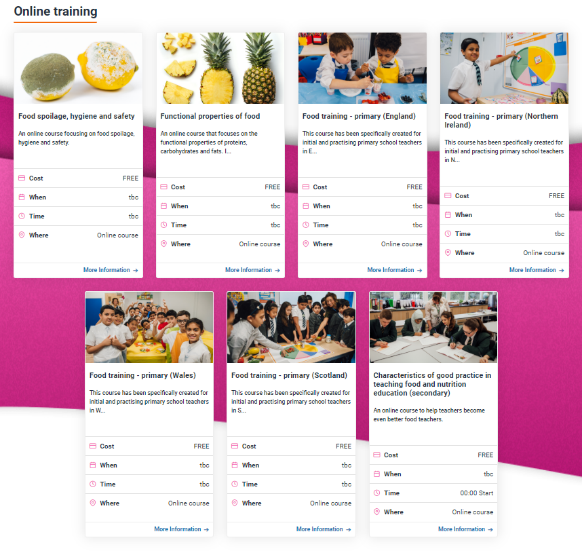 Online training
Food spoilage, hygiene and safety
An online course focusing on food spoilage,
hygiene and safety.
Cost FREE
When tbc
Time tbc
Where Online course
More Information →
Functional properties of food
An online course that focuses on the
functional properties of proteins,
carbohydrates and fats. I...
Cost FREE
When tbc
Time tbc
Where Online course
More Information →
Food training - primary (England)
This course has been specifically created for
initial and practising primary school teachers
in E...
Cost FREE
When tbc
Time tbc
Where Online course
More Information →
Food training - primary (Northern
Ireland)
This course has been specifically created for
initial and practising primary school teachers
in N...
Cost FREE
When tbc
Time tbc
Where Online course
More Information →
Food training - primary (Wales)
This course has been specifically created for
initial and practising primary school teachers
in W...
Cost FREE
When tbc
Time tbc
Where Online course
More Information →
Food training - primary (Scotland)
This course has been specifically created for
initial and practising primary school teachers
in S...
Cost FREE
When tbc
Time tbc
Where Online course
More Information →
Characteristics of good practice in
teaching food and nutrition
education (secondary)
An online course to help teachers become
even better food teachers.
Cost FREE
When tbc
Time 00:00 Start
Where Online course
More Information →